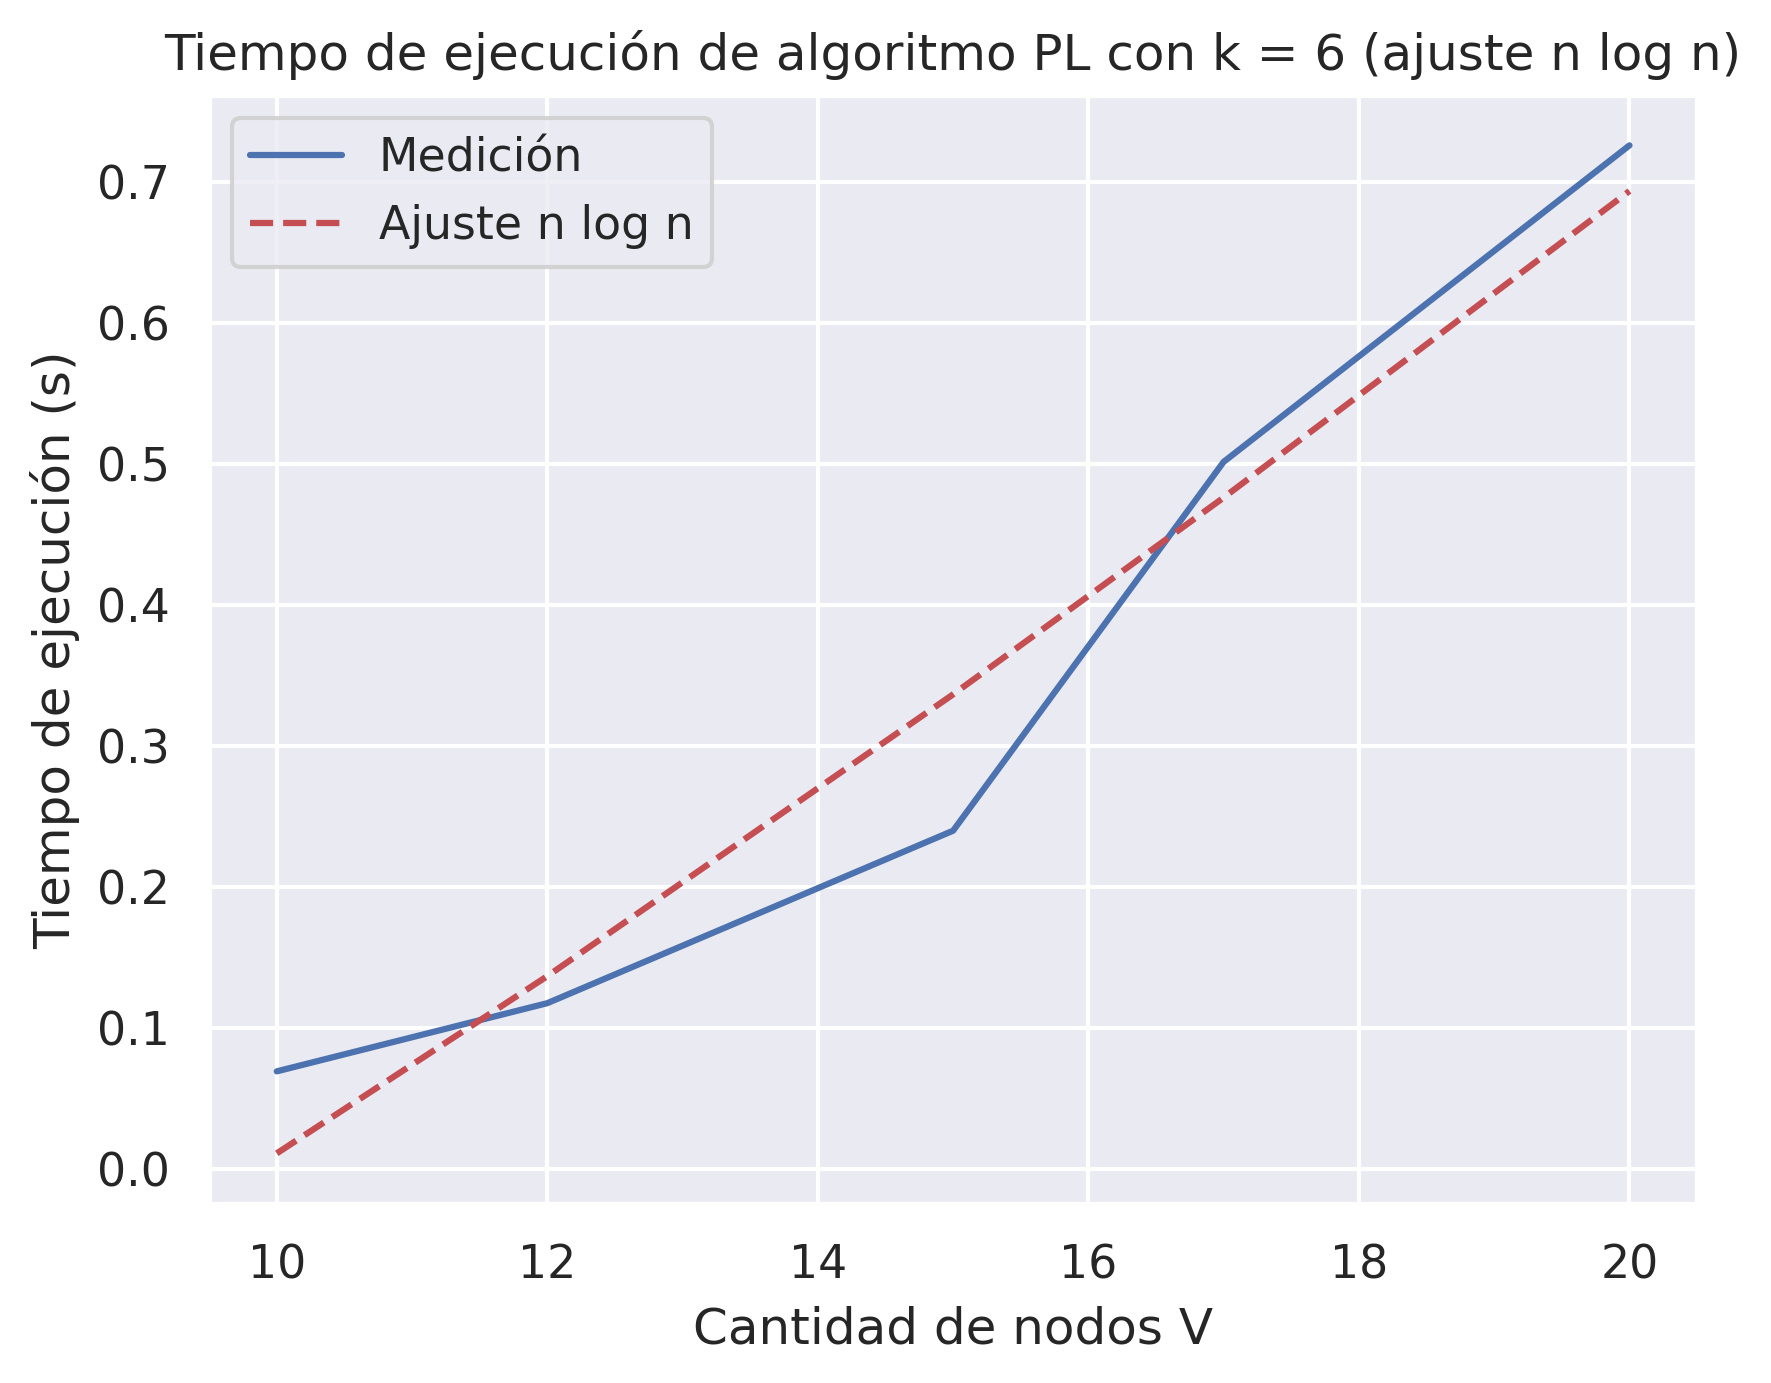 Tiempo de ejecución de algoritmo PL con k = 6 (ajuste n log n)
Medición
Ajuste n log n
Tiempo de ejecución (s)
0.7
0.6
0.5
0.4
0.3
0.2
0.1
0.0
10 12 14 16 18 20
Cantidad de nodos V